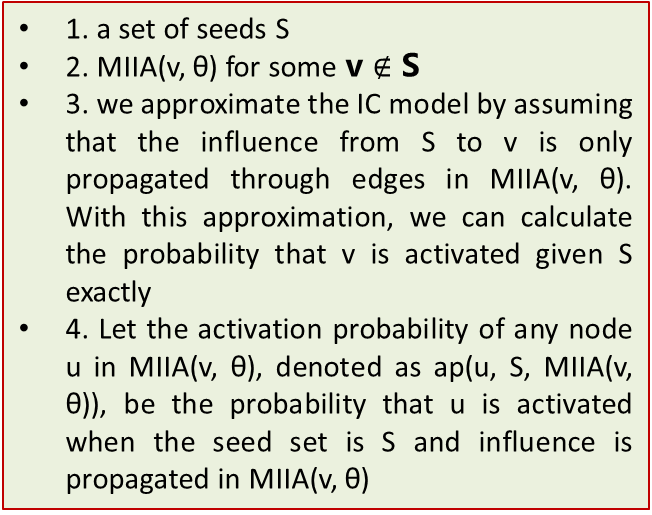 • 1. a set of seeds S
• 2. MIIA(v, θ) for some v ∉ S
• 3. we approximate the IC model by assuming
that the influence from S to v is only
propagated through edges in MIIA(v, θ).
With this approximation, we can calculate
the probability that v is activated given S
exactly
• 4. Let the activation probability of any node
u in MIIA(v, θ), denoted as ap(u, S, MIIA(v,
θ)), be the probability that u is activated
when the seed set is S and influence is
propagated in MIIA(v, θ)